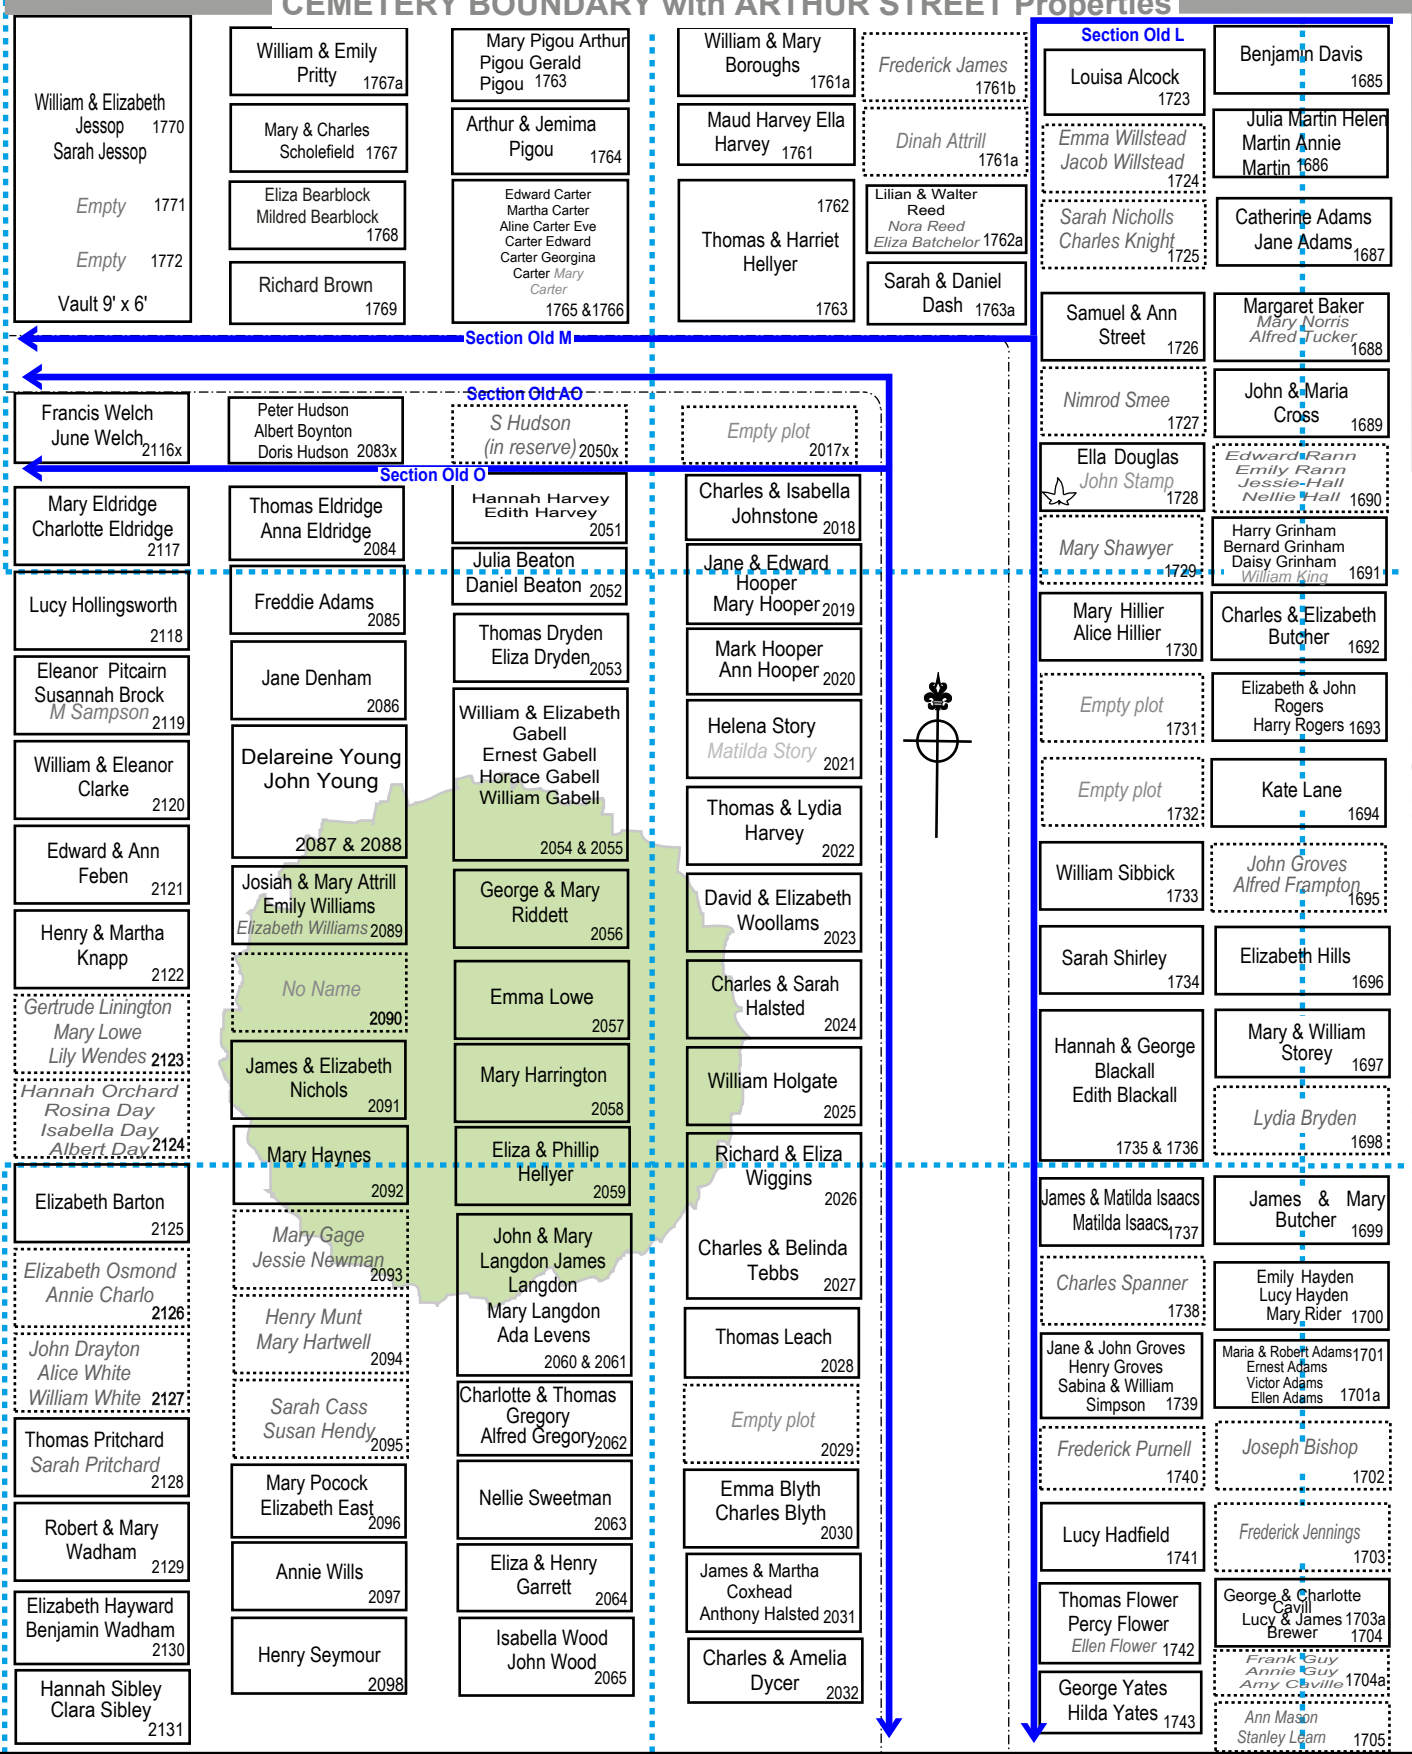 CEMETERY BOUNDARY with ARTHUR STREET Properties
William & Elizabeth
Jessop 1770
Sarah Jessop
Empty 1771
Empty 1772
Vault 9' x 6'
William & Emily
Pritty
1767a
Mary & Charles
Scholefield 1767
Eliza Bearblock
Mildred Bearblock
1768
Richard Brown
1769
Mary Pigou Arthur
Pigou Gerald
Pigou 1763
Arthur & Jemima
Pigou 1764
Edward Carter
Martha Carter
Aline Carter Eve
Carter Edward
Carter Georgina
Carter Mary
Carter
1765 &1766
William & Mary
Boroughs
1761a
Maud Harvey Ella
Harvey 1761
1762
Thomas & Harriet
Hellyer
1763
Frederick James
1761b
Dinah Attrill
1761a
Lilian & Walter
Reed
Nora Reed
Eliza Batchelor 1762a
Sarah & Daniel
Dash 1763a
Section Old M
Section Old AO
Francis Welch
June Welch
2116x
Peter Hudson
Albert Boynton
Doris Hudson 2083x
S Hudson
(in reserve) 2050x
Empty plot
2017x
Section Old O
Mary Eldridge
Charlotte Eldridge
2117
Lucy Hollingsworth
2118
Eleanor Pitcairn
Susannah Brock
M Sampson 2119
William & Eleanor
Clarke
2120
Edward & Ann
Feben
2121
Henry & Martha
Knapp
2122
Gertrude Linington
Mary Lowe
Lily Wendes 2123
Hannah Orchard
Rosina Day
Isabella Day
Albert Day 2124
Elizabeth Barton
2125
Elizabeth Osmond
Annie Charlo
2126
John Drayton
Alice White
William White 2127
Thomas Pritchard
Sarah Pritchard
2128
Robert & Mary
Wadham
2129
Elizabeth Hayward
Benjamin Wadham
2130
Hannah Sibley
Clara Sibley
2131
Thomas Eldridge
Anna Eldridge
2084
Freddie Adams
2085
Jane Denham
2086
Delareine Young
John Young
2087 & 2088
Josiah & Mary Attrill
Emily Williams
Elizabeth Williams 2089
No Name
2090
James & Elizabeth
Nichols
2091
Mary Haynes
2092
Mary Gage
Jessie Newman
2093
Henry Munt
Mary Hartwell
2094
Sarah Cass
Susan Hendy
2095
Mary Pocock
Elizabeth East
2096
Annie Wills
2097
Henry Seymour
2098
Hannah Harvey
Edith Harvey
2051
Julia Beaton
Daniel Beaton 2052
Thomas Dryden
Eliza Dryden
2053
William & Elizabeth
Gabell
Ernest Gabell
Horace Gabell
William Gabell
2054 & 2055
George & Mary
Riddett
2056
Emma Lowe
2057
Mary Harrington
2058
Eliza & Phillip
Hellyer
2059
John & Mary
Langdon James
Langdon
Mary Langdon
Ada Levens
2060 & 2061
Charlotte & Thomas
Gregory
Alfred Gregory 2062
Nellie Sweetman
2063
Eliza & Henry
Garrett
2064
Isabella Wood
John Wood
2065
Charles & Isabella
Johnstone
2018
Jane & Edward
Hooper
Mary Hooper 2019
Mark Hooper
Ann Hooper
2020
Helena Story
Matilda Story
2021
Thomas & Lydia
Harvey
2022
David & Elizabeth
Woollams
2023
Charles & Sarah
Halsted
2024
William Holgate
2025
Richard & Eliza
Wiggins
2026
Charles & Belinda
Tebbs
2027
Thomas Leach
2028
Empty plot
2029
Emma Blyth
Charles Blyth
2030
James & Martha
Coxhead
Anthony Halsted 2031
Charles & Amelia
Dycer
2032
Section Old L
Louisa Alcock
1723
Emma Willstead
Jacob Willstead
1724
Sarah Nicholls
Charles Knight
1725
Samuel & Ann
Street
1726
Nimrod Smee
1727
Ella Douglas
John Stamp
1728
Mary Shawyer
1729
Mary Hillier
Alice Hillier
1730
Empty plot
1731
Empty plot
1732
William Sibbick
1733
Sarah Shirley
1734
Hannah & George
Blackall
Edith Blackall
1735 & 1736
James & Matilda Isaacs
Matilda Isaacs
1737
Charles Spanner
1738
Jane & John Groves
Henry Groves
Sabina & William
Simpson 1739
Frederick Purnell
1740
Lucy Hadfield
1741
Thomas Flower
Percy Flower
Ellen Flower 1742
George Yates
Hilda Yates 1743
Benjamin Davis
1685
Julia Martin Helen
Martin Annie
Martin 1686
Catherine Adams
Jane Adams
1687
Margaret Baker
Mary Norris
Alfred Tucker
1688
John & Maria
Cross
1689
Edward Rann
Emily Rann
Jessie Hall
Nellie Hall 1690
Harry Grinham
Bernard Grinham
Daisy Grinham
William King 1691
Charles & Elizabeth
Butcher
1692
Elizabeth & John
Rogers
Harry Rogers 1693
Kate Lane
1694
John Groves
Alfred Frampton
1695
Elizabeth Hills
1696
Mary & William
Storey
1697
Lydia Bryden
1698
James & Mary
Butcher
1699
Emily Hayden
Lucy Hayden
Mary Rider 1700
Maria & Robert Adams 1701
Ernest Adams
Victor Adams
Ellen Adams 1701a
Joseph Bishop
1702
Frederick Jennings
1703
George & Charlotte
Cavill
Lucy & James 1703a
Brewer 1704
Frank Guy
Annie Guy
Amy Caville 1704a
Ann Mason
Stanley Learn 1705